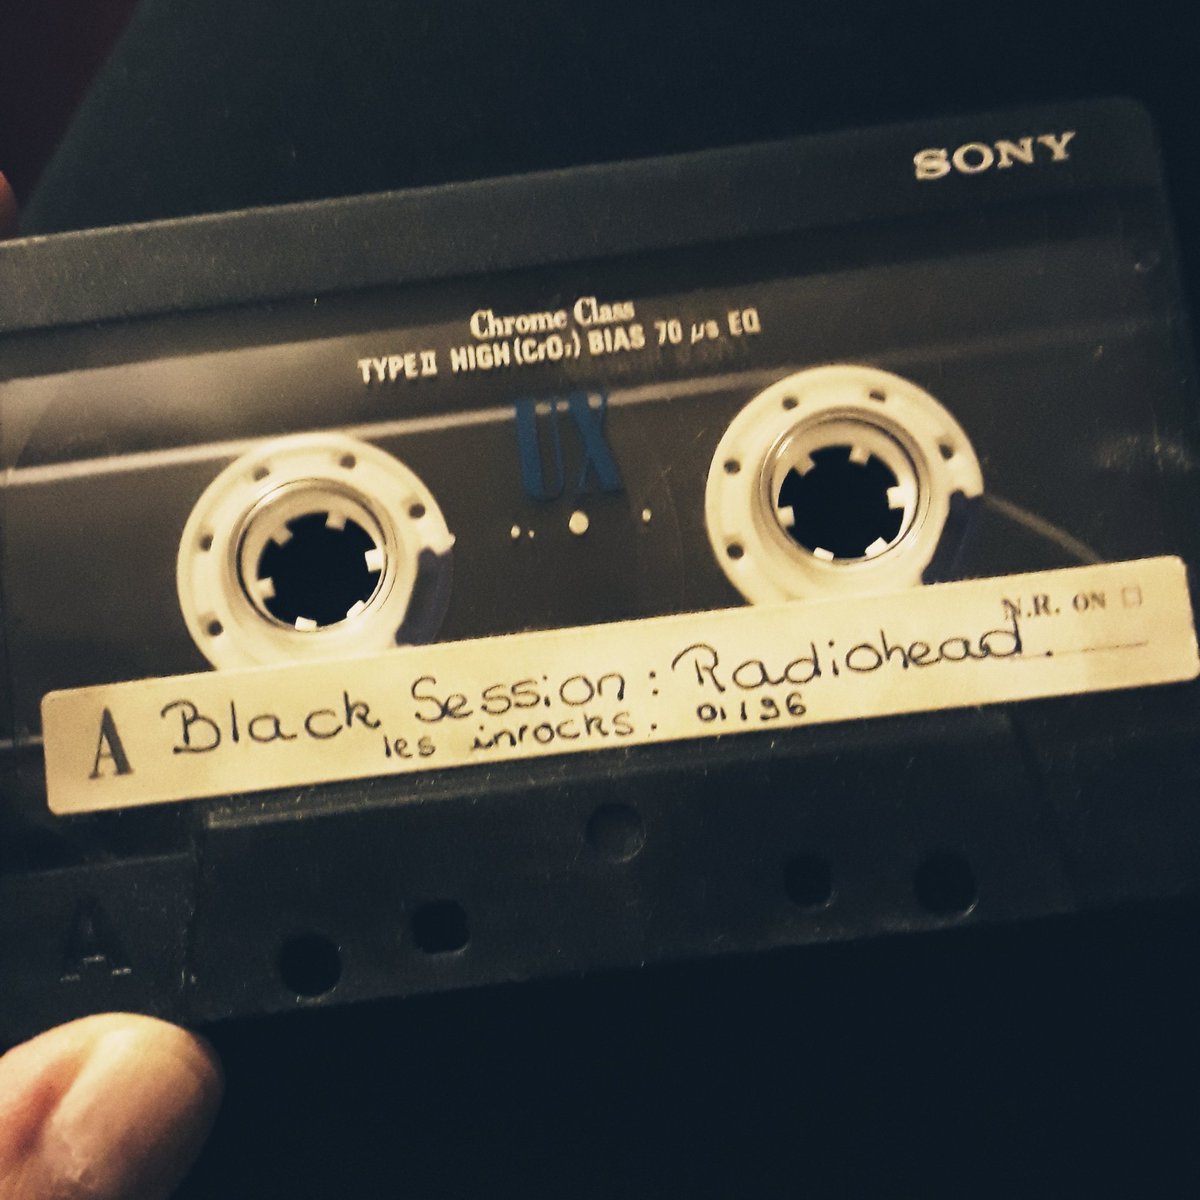 SONY
Chrome Class
TYPE II HIGH (CrO₂) BIAS 70 µs EQ
UX
N.R. ON
A Black Session : Radiohead.
les inrocks. 01/96
A